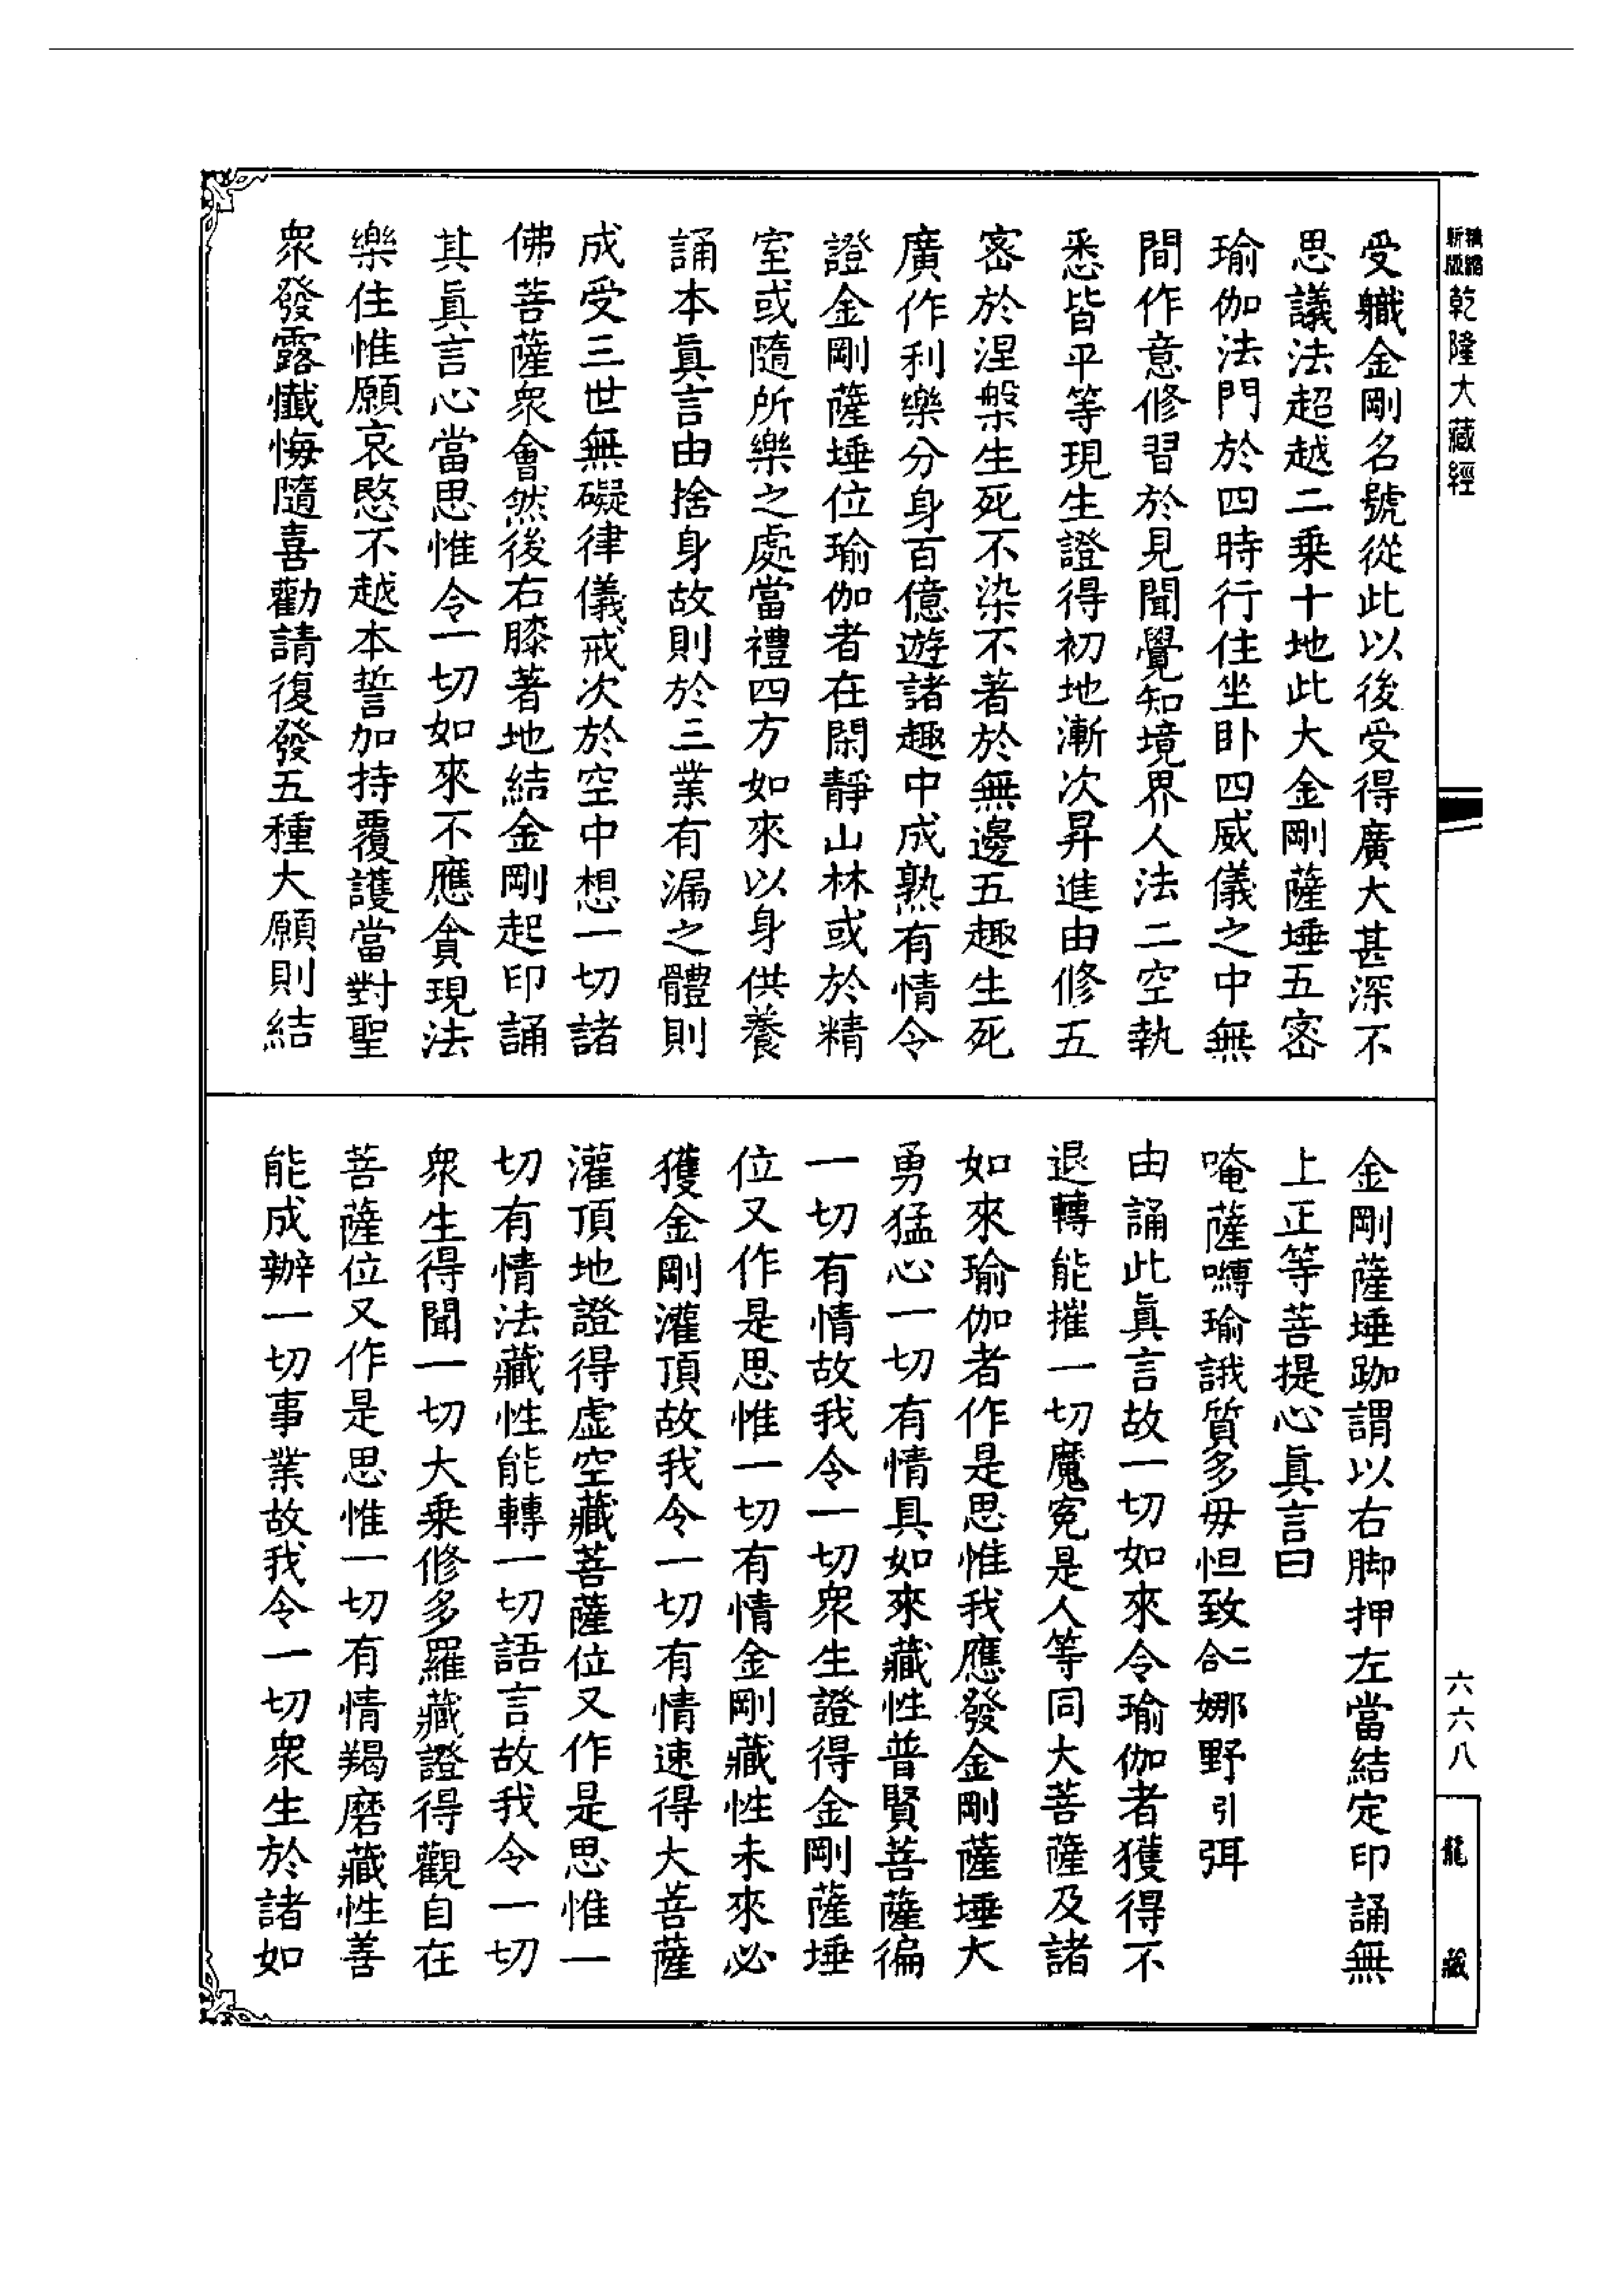 新版精縮乾隆大藏經
受軄金剛名號從此以後受得廣大甚深不
思議法超越二乗十地此大金剛薩埵五密
瑜伽法門於四時行住坐卧四威儀之中無
間作意修習於見聞覺知境界人法二空執
悉皆平等現生證得初地漸次昇進由修五
密於涅槃生死不染不著於無邊五趣生死
廣作利樂分身百億遊諸趣中成熟有情令
證金剛薩埵位瑜伽者在閑靜山林或於精
室或隨所樂之處當禮四方如來以身供養
誦本眞言由捨身故則於三業有漏之體則
成受三世無礙律儀戒次於空中想一切諸
佛菩薩衆會然後右膝著地結金剛起印誦
其眞言心當思惟令一切如來不應貪現法
樂住惟願哀愍不越本誓加持覆護當對聖
衆發露懺悔隨喜勸請復發五種大願則結
金剛薩埵跏謂以右脚押左當結定印誦無
上正等菩提心眞言曰
唵薩嚩瑜誐質多毋怛致二合娜野引弭
由誦此眞言故一切如來令瑜伽者獲得不
退轉能摧一切魔寃是人等同大菩薩及諸
如來瑜伽者作是思惟我應發金剛薩埵大
勇猛心一切有情具如來藏性普賢菩薩徧
一切有情故我令一切衆生證得金剛薩埵
位又作是思惟一切有情金剛藏性未來必
獲金剛灌頂故我令一切有情速得大菩薩
灌頂地證得虛空藏菩薩位又作是思惟一
切有情法藏性能轉一切語言故我令一切
衆生得聞一切大乗修多羅藏證得觀自在
菩薩位又作是思惟一切有情羯磨藏性善
能成辦一切事業故我令一切衆生於諸如
六六八
龍藏